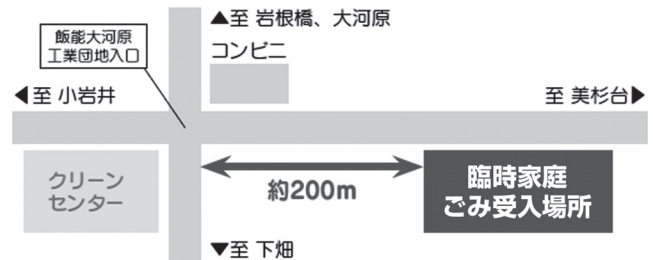 ▲至 岩根橋、大河原
飯能大河原
工業団地入口
コンビニ
◀至 小岩井
至 美杉台▶
クリーン
センター
約200m
臨時家庭
ごみ受入場所
▼至 下畑